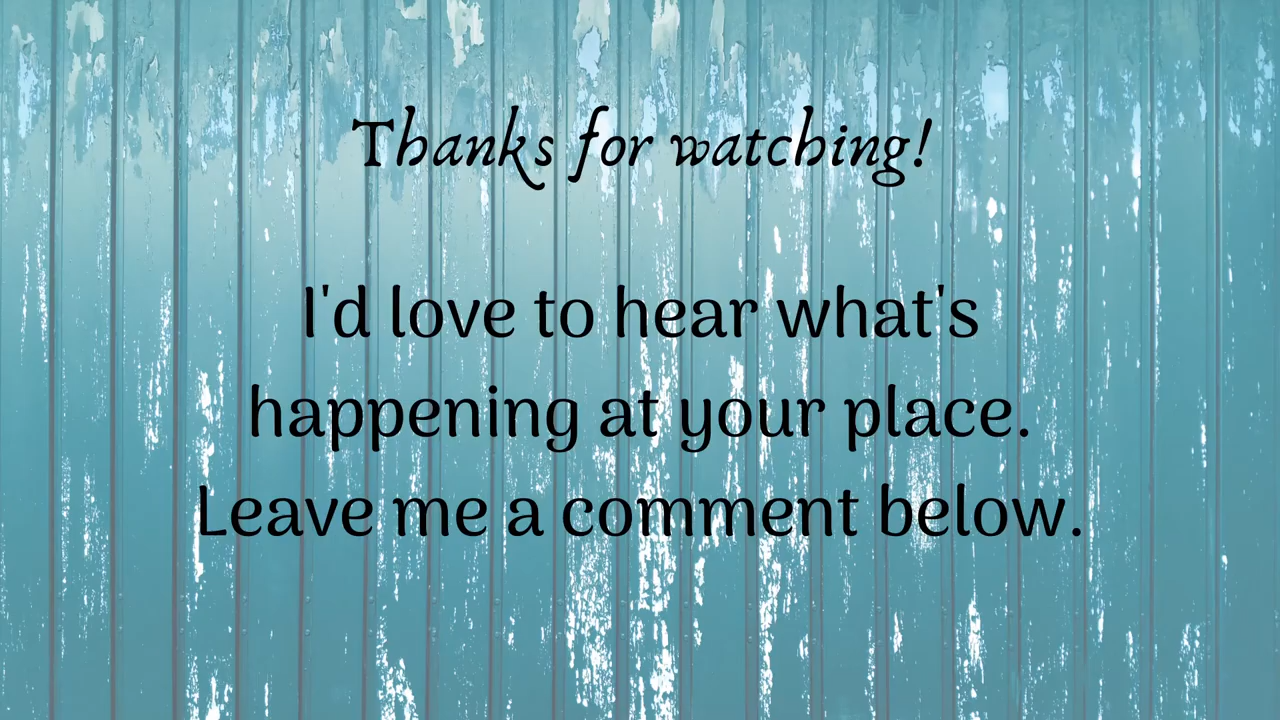 Thanks for watching!
I'd love to hear what's
happening at your place.
Leave me a comment below.